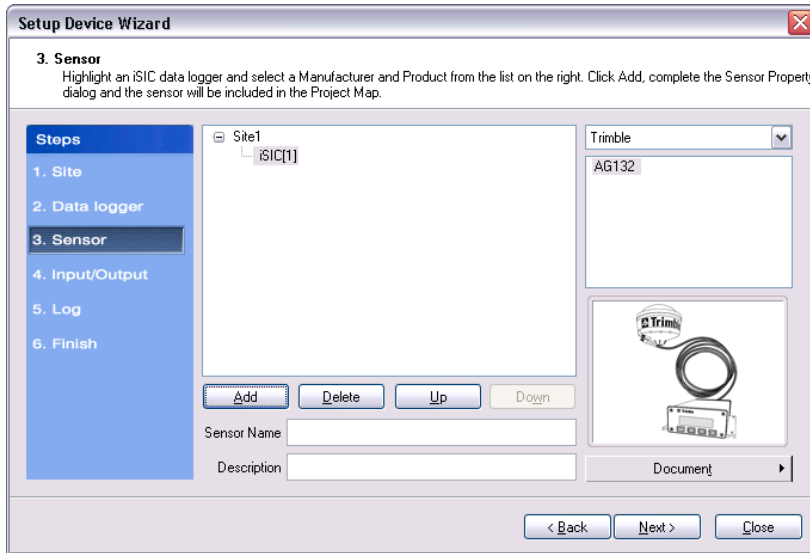 Setup Device Wizard
3. Sensor
Highlight an iSIC data logger and select a Manufacturer and Product from the list on the right. Click Add, complete the Sensor Property
dialog and the sensor will be included in the Project Map.
Steps
1. Site
2. Data logger
3. Sensor
4. Input/Output
5. Log
6. Finish
Site1
iSIC[1]
Trimble
AG132
Trimble
Add
Delete
Up
Down
Sensor Name
Description
Document
< Back
Next >
Close